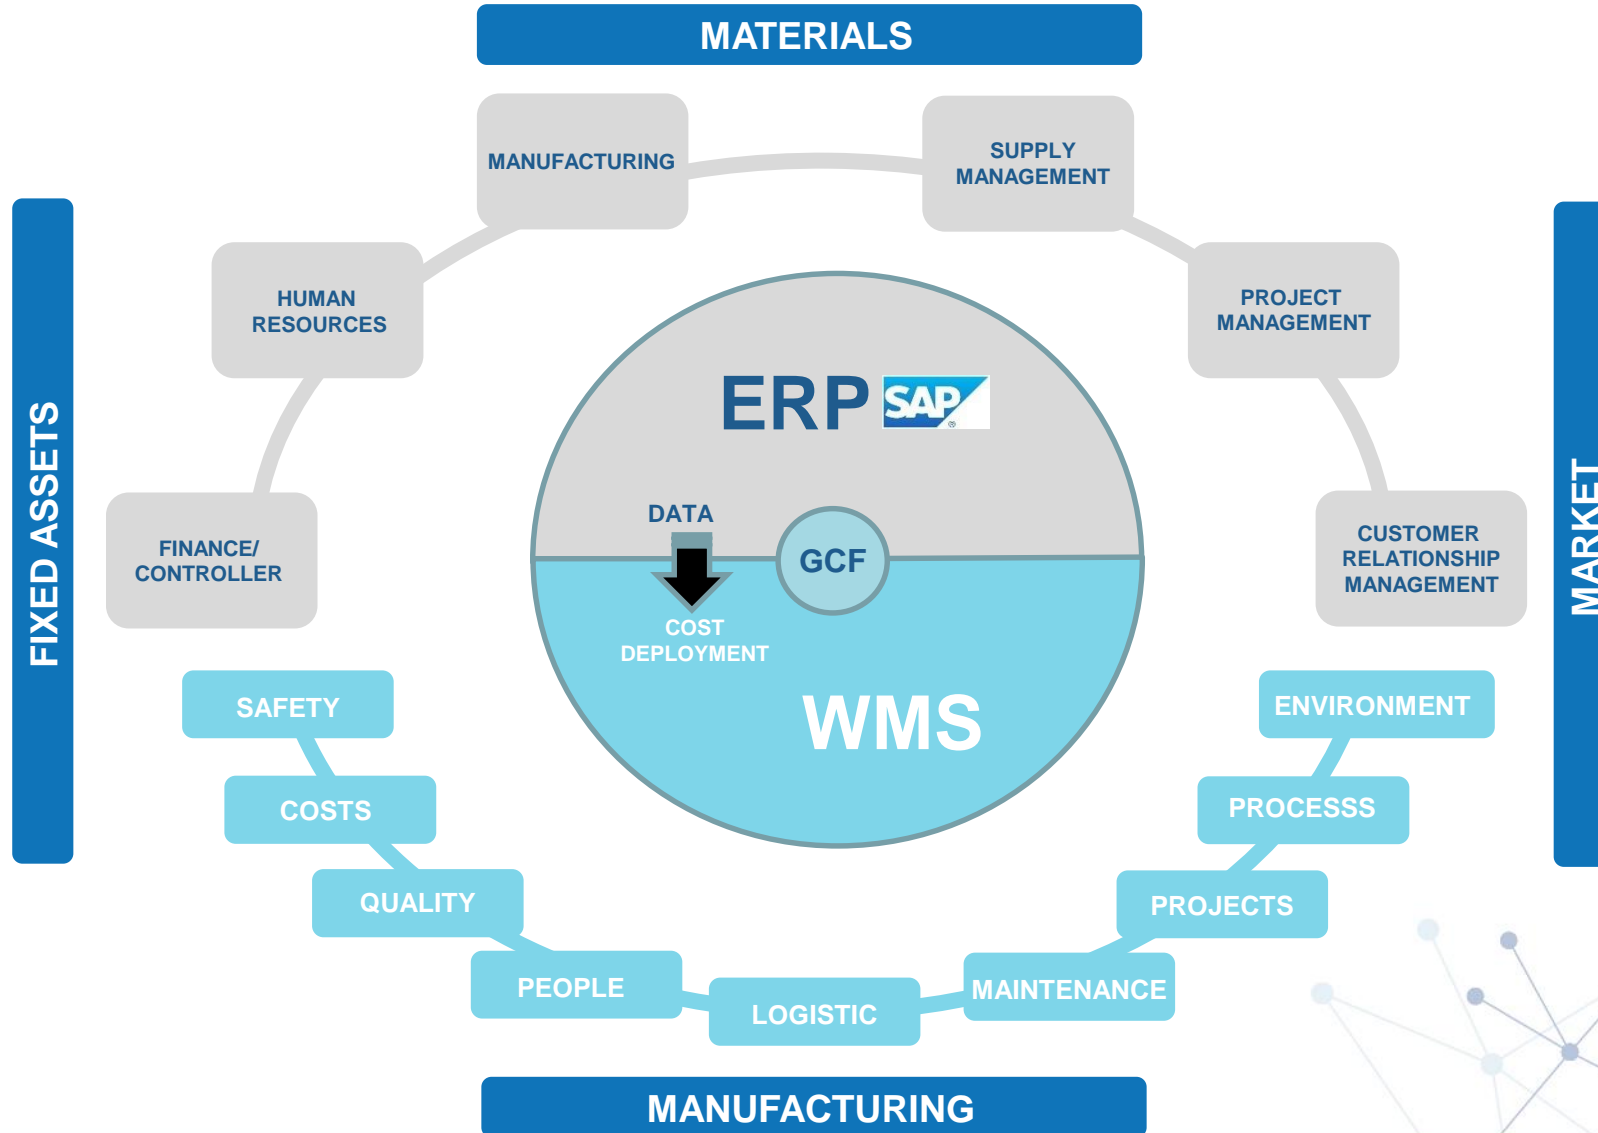 MATERIALS
MANUFACTURING
SUPPLY
MANAGEMENT
HUMAN
RESOURCES
PROJECT
MANAGEMENT
ERP SAP
®
FIXED ASSETS
MARKET
DATA
GCF
FINANCE/
CONTROLLER
CUSTOMER
RELATIONSHIP
MANAGEMENT
COST
DEPLOYMENT
WMS
SAFETY
ENVIRONMENT
COSTS
PROCESSS
QUALITY
PROJECTS
PEOPLE
LOGISTIC
MAINTENANCE
MANUFACTURING